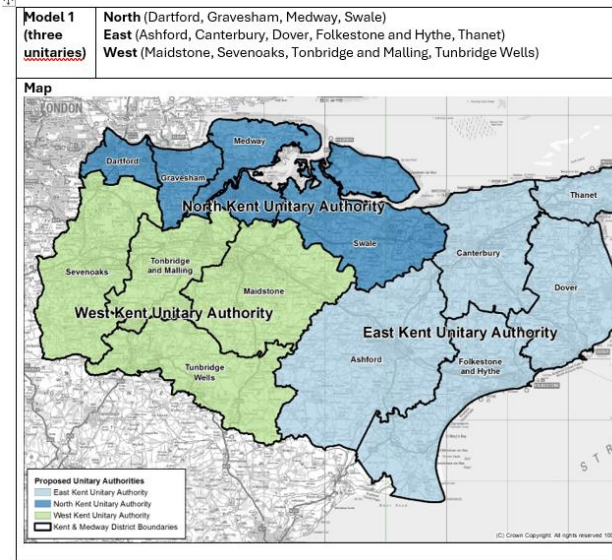 Model 1
(three
unitaries)
North (Dartford, Gravesham, Medway, Swale)
East (Ashford, Canterbury, Dover, Folkestone and Hythe, Thanet)
West (Maidstone, Sevenoaks, Tonbridge and Malling, Tunbridge Wells)
Map
LONDON
Medway
Dartford
Gravesham
Thanet
North Kent Unitary Authority
Swale
Canterbury
Tonbridge
and Malling
Sevenoaks
Maidstone
Dover
West Kent Unitary Authority
East Kent Unitary Authority
Ashford
Folkestone
and Hythe
Tunbridge
Wells
S T R
Proposed Unitary Authorities
East Kent Unitary Authority
North Kent Unitary Authority
West Kent Unitary Authority
Kent & Medway District Boundaries
(C) Crown Copyright. All rights reserved